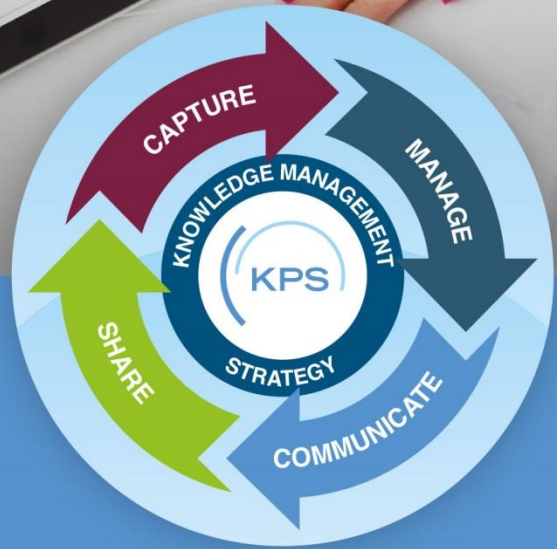 CAPTURE
MANAGE
COMMUNICATE
SHARE
KNOWLEDGE MANAGEMENT
STRATEGY
KPS